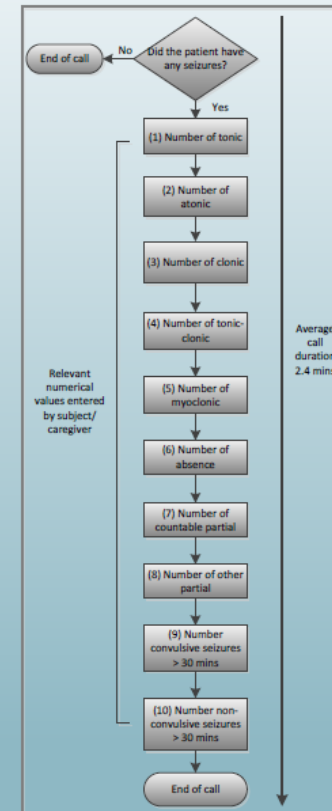 Did the patient have
any seizures?
No
End of call
Yes
(1) Number of tonic
(2) Number of
atonic
(3) Number of clonic
(4) Number of tonic-
clonic
(5) Number of
myoclonic
(6) Number of
absence
(7) Number of
countable partial
(8) Number of other
partial
(9) Number
convulsive seizures
> 30 mins
(10) Number non-
convulsive seizures
> 30 mins
End of call
Relevant
numerical
values entered
by subject/
caregiver
Average
call
duration
2.4 mins